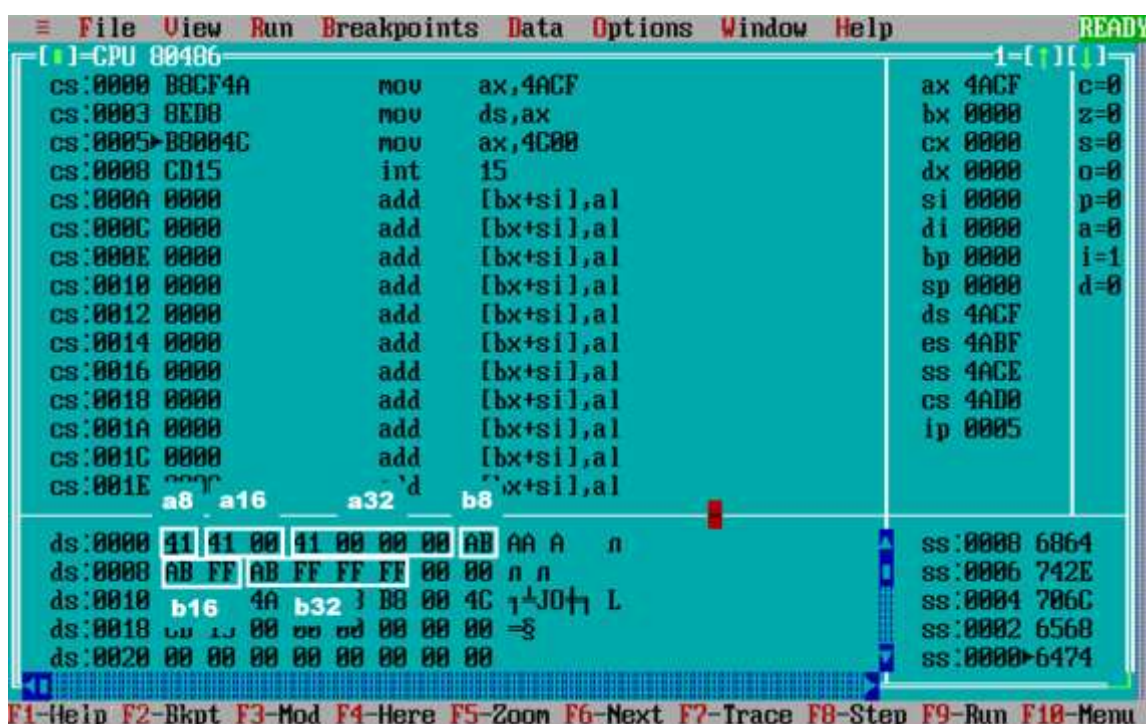 ≡ File View Run Breakpoints Data Options Window Help READY
[■]=CPU 80486 1=[↑][↓]
cs:0000 B8CF4A mov ax,4ACF ax 4ACF c=0
cs:0003 8ED8 mov ds,ax bx 0000 z=0
cs:0005►B8004C mov ax,4C00 cx 0000 s=0
cs:0008 CD15 int 15 dx 0000 o=0
cs:000A 0000 add [bx+si],al si 0000 p=0
cs:000C 0000 add [bx+si],al di 0000 a=0
cs:000E 0000 add [bx+si],al bp 0000 i=1
cs:0010 0000 add [bx+si],al sp 0000 d=0
cs:0012 0000 add [bx+si],al ds 4ACF
cs:0014 0000 add [bx+si],al es 4ABF
cs:0016 0000 add [bx+si],al ss 4ACE
cs:0018 0000 add [bx+si],al cs 4AD0
cs:001A 0000 add [bx+si],al ip 0005
cs:001C 0000 add [bx+si],al
cs:001E
a8 a16 a32 b8
ds:0000 41 41 00 41 00 00 00 AB AA A ss:0008 6864
ds:0008 AB FF AB FF FF FF 00 00 ss:0006 742E
ds:0010 b16 4A b32 B8 00 4C ┐┴JO╫┐ L ss:0004 706C
ds:0018 00 00 00 00 =§ ss:0002 6568
ds:0020 00 00 00 00 00 00 00 00 ss:0000►6474
F1-Help F2-Bkpt F3-Mod F4-Here F5-Zoom F6-Next F7-Trace F8-Step F9-Run F10-Menu